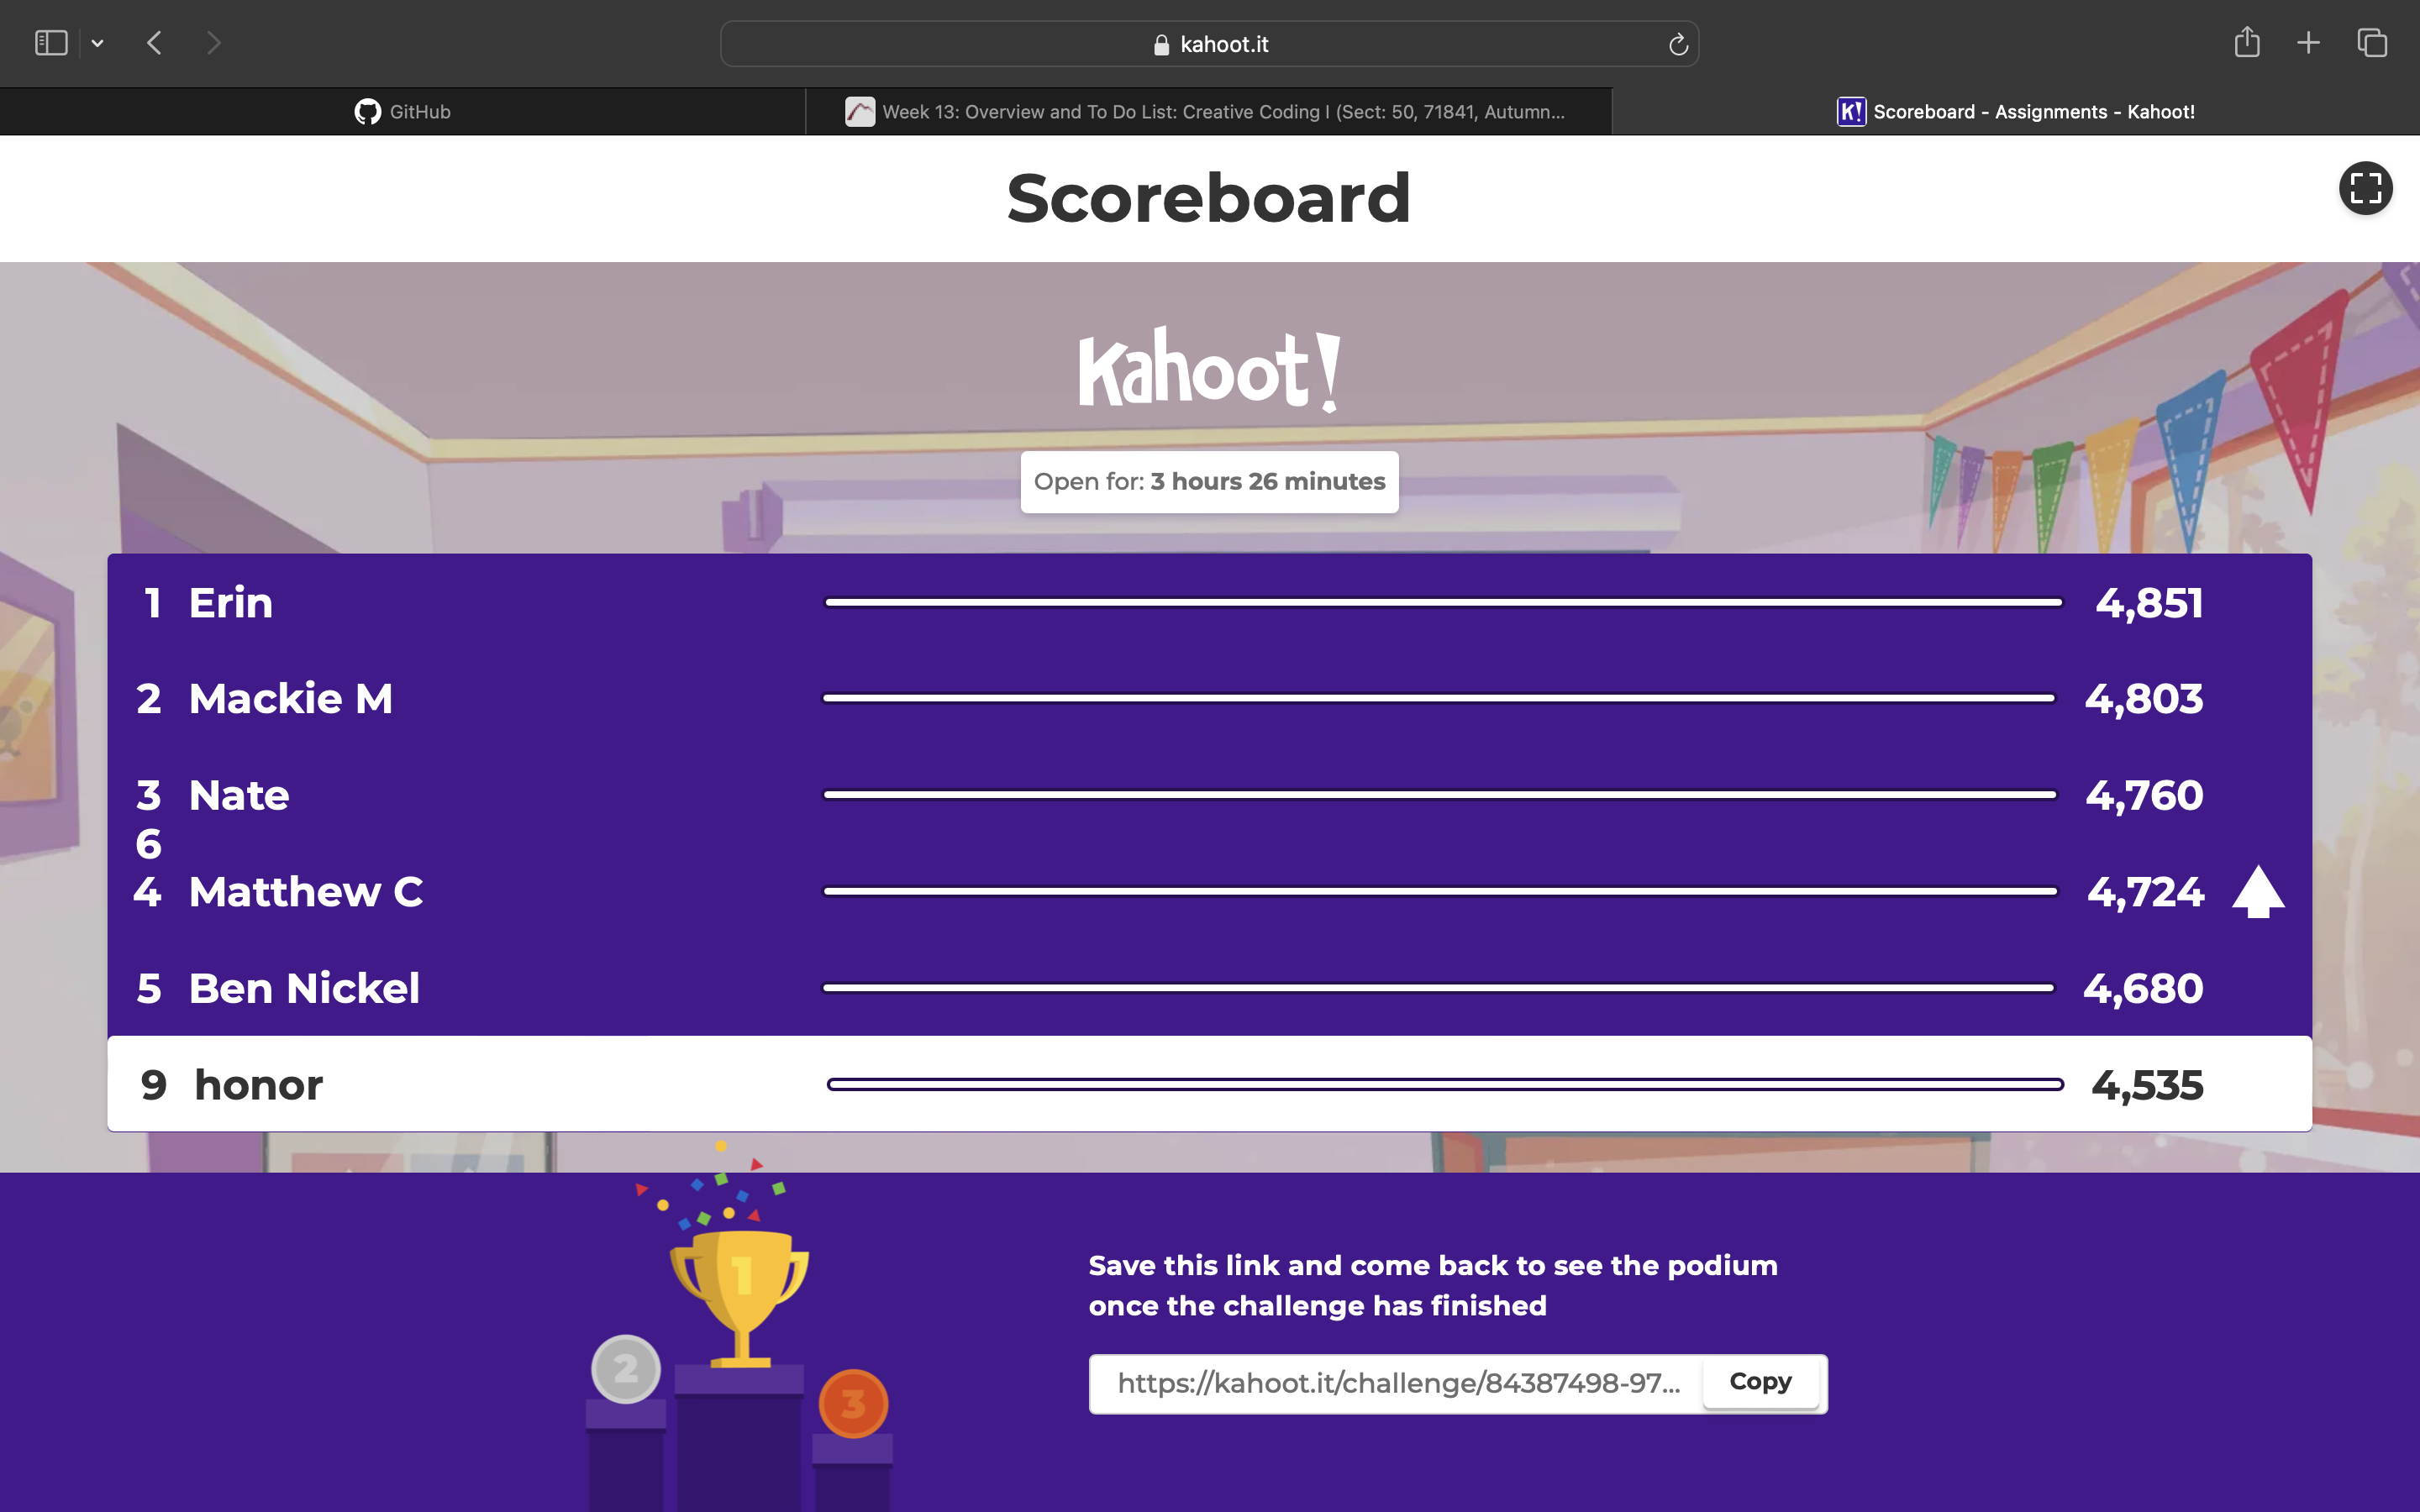 kahoot.it
GitHub
Week 13: Overview and To Do List: Creative Coding I (Sect: 50, 71841, Autumn...
K! Scoreboard - Assignments - Kahoot!
Scoreboard
Kahoot!
Open for: 3 hours 26 minutes
1 Erin 4,851
2 Mackie M 4,803
3 Nate 4,760
6
4 Matthew C 4,724
5 Ben Nickel 4,680
9 honor 4,535
1
2
3
Save this link and come back to see the podium
once the challenge has finished
https://kahoot.it/challenge/84387498-97... Copy